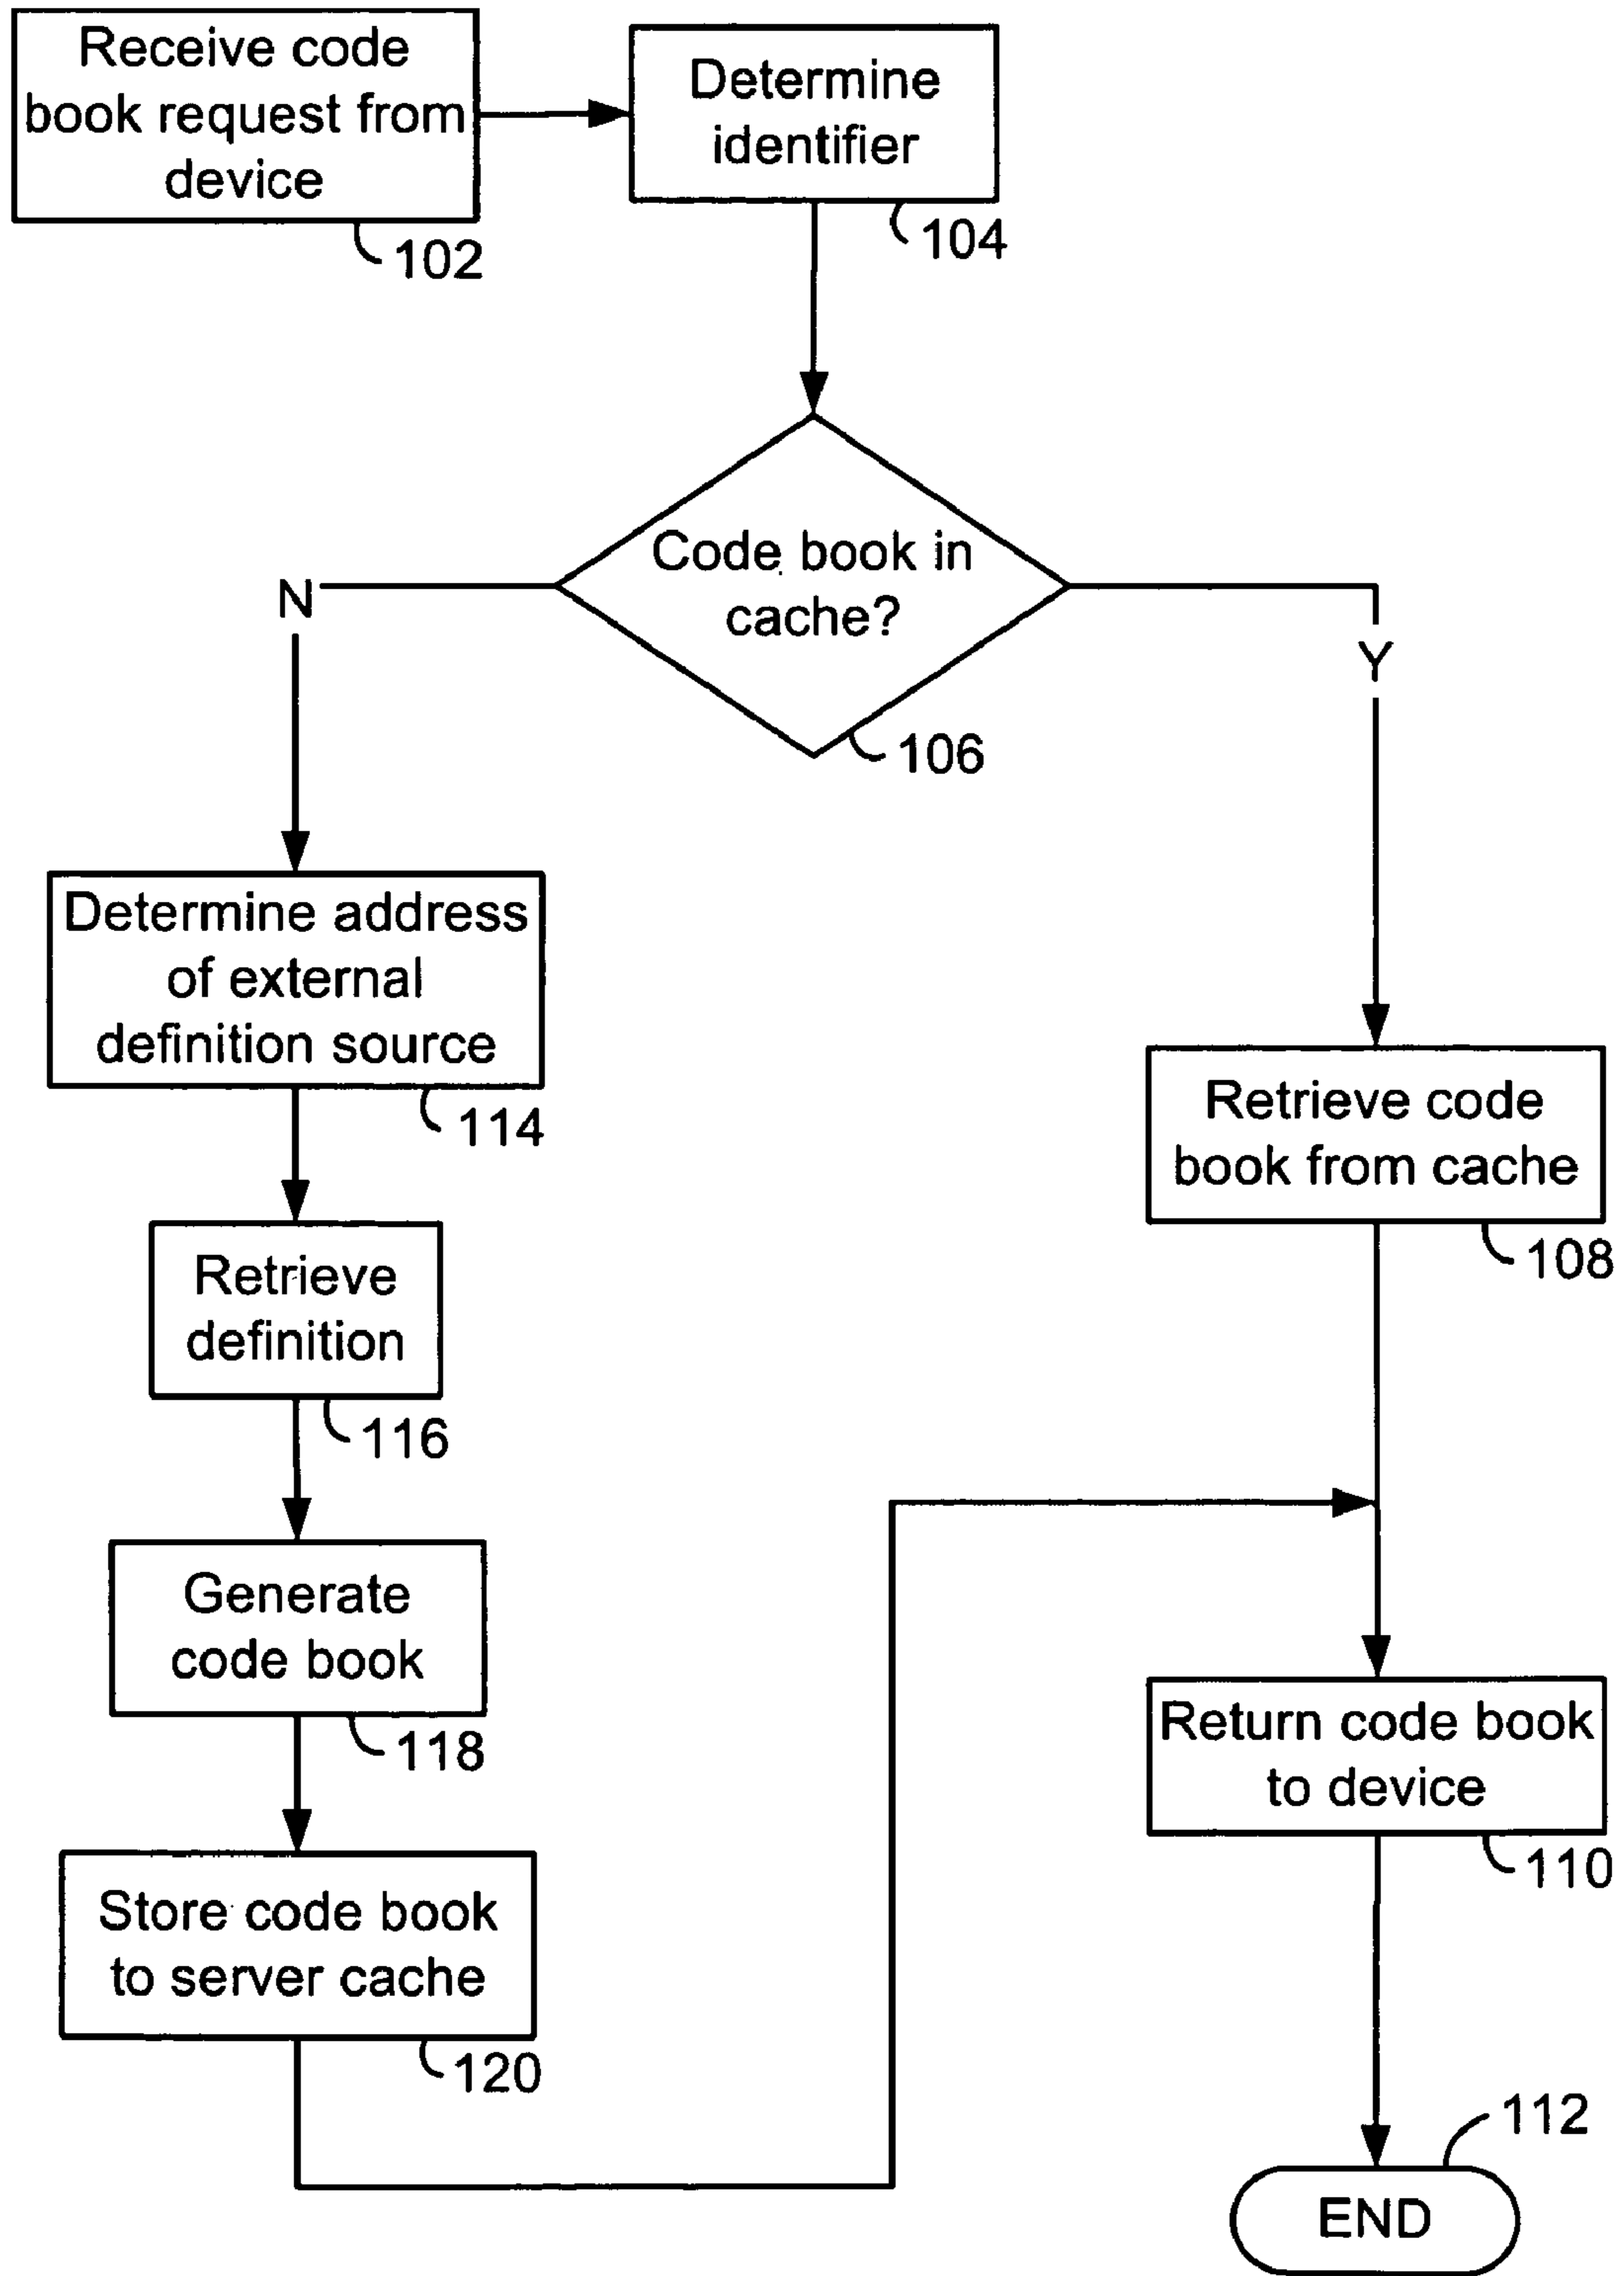 Receive code
book request from
device
102
Determine
identifier
104
Code book in
cache?
106
N
Y
Determine address
of external
definition source
114
Retrieve code
book from cache
108
Retrieve
definition
116
Generate
code book
118
Return code book
to device
110
Store code book
to server cache
120
112
END